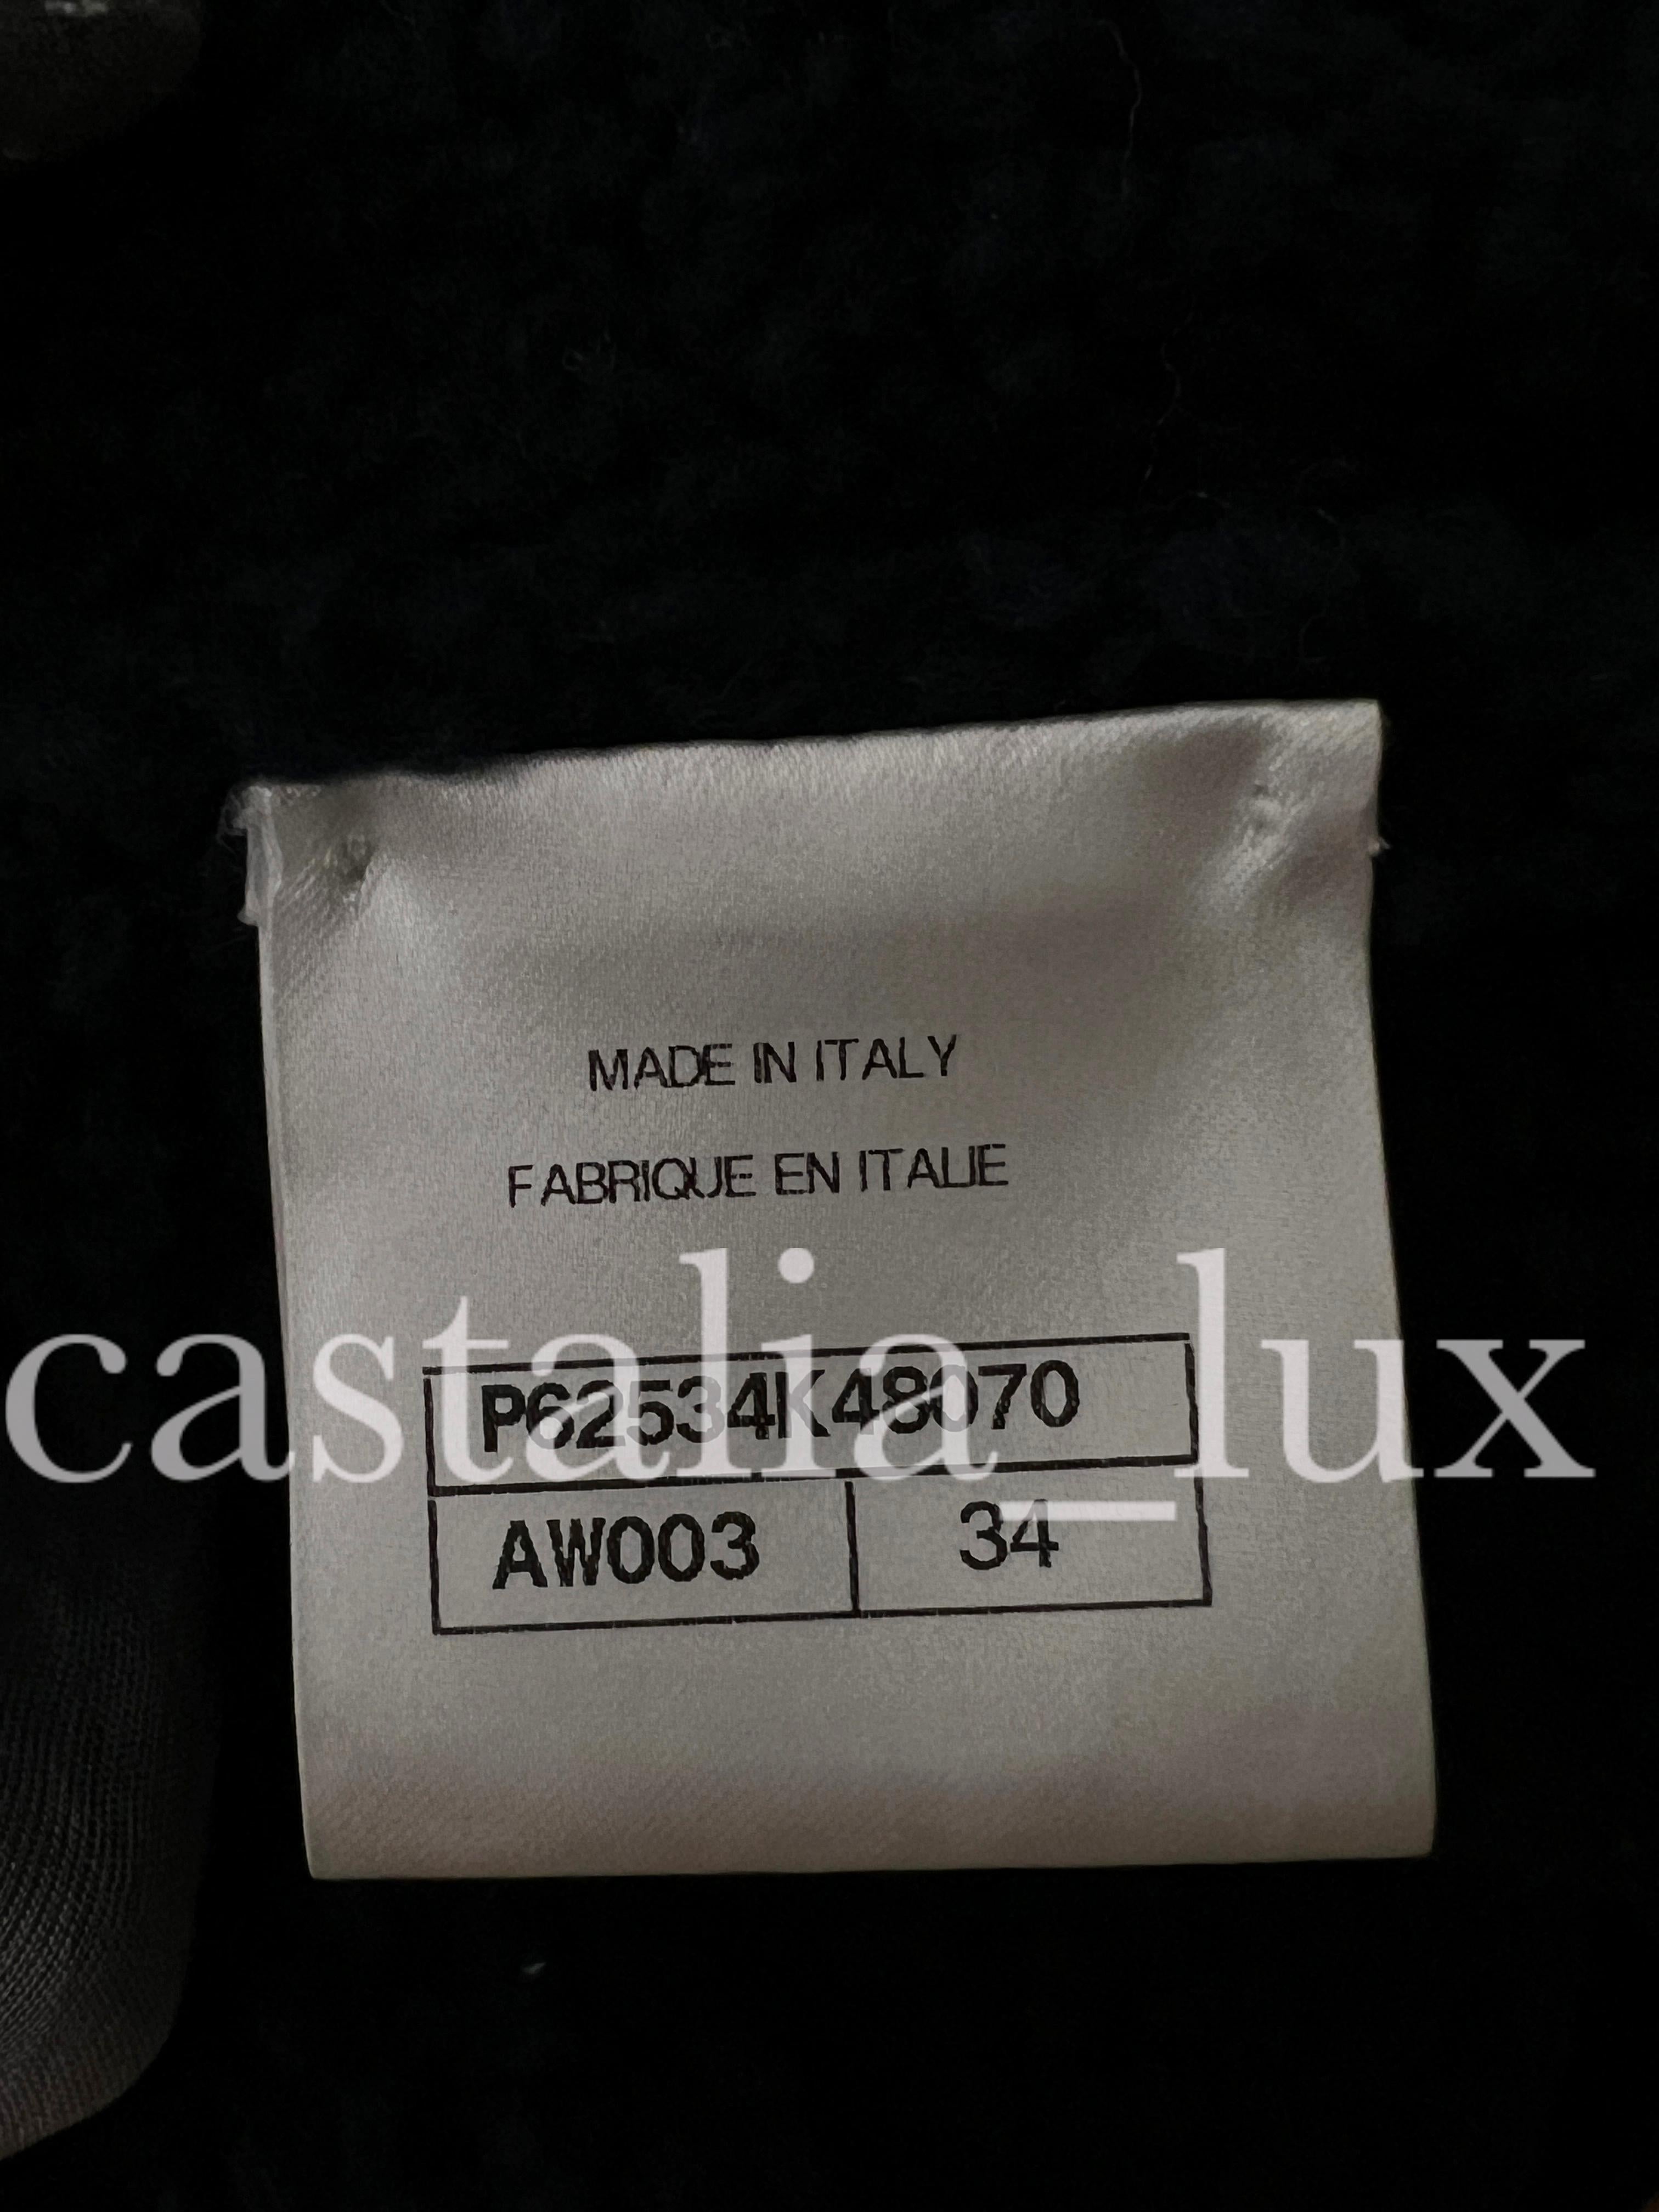 MADE IN ITALY
FABRIQUE EN ITALIE
castalia_lux
P62534K48070
AW003 34